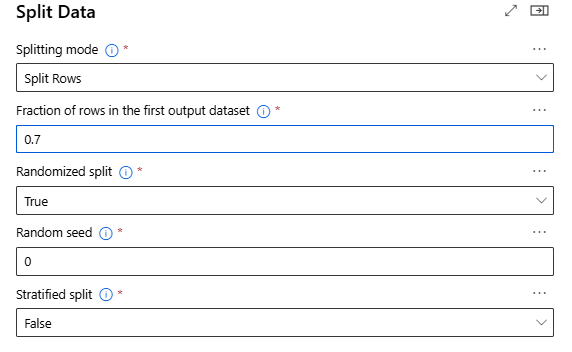 Split Data
Splitting mode *
Split Rows
Fraction of rows in the first output dataset *
0.7
Randomized split *
True
Random seed *
0
Stratified split *
False